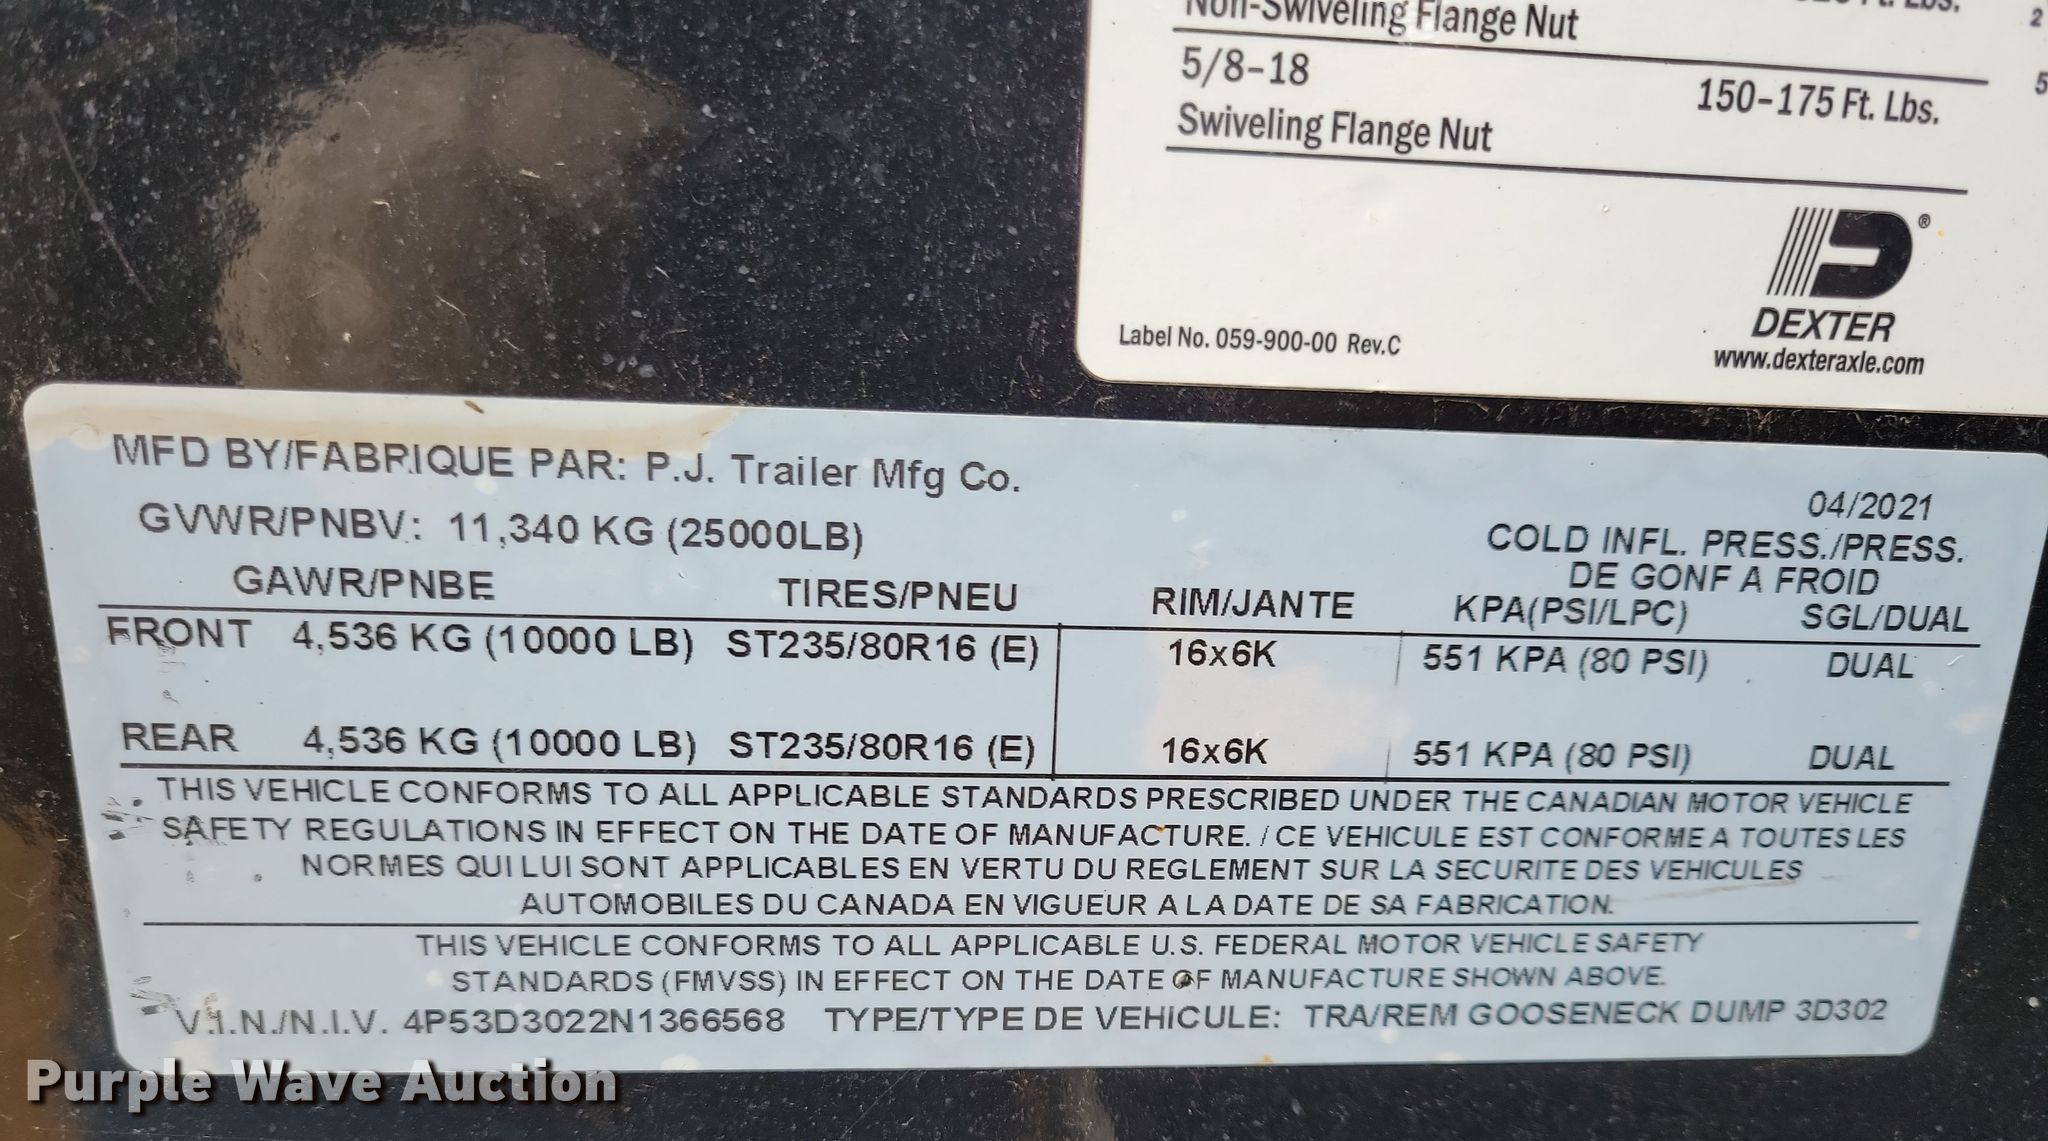 Non-Swiveling Flange Nut
5/8-18
Swiveling Flange Nut
150-175 Ft. Lbs.
®
DEXTER
www.dexteraxle.com
Label No. 059-900-00 Rev.C
MFD BY/FABRIQUE PAR: P.J. Trailer Mfg Co.
04/2021
GVWR/PNBV: 11,340 KG (25000LB)
COLD INFL. PRESS./PRESS.
DE GONF A FROID
GAWR/PNBE TIRES/PNEU RIM/JANTE KPA(PSI/LPC) SGL/DUAL
FRONT 4,536 KG (10000 LB) ST235/80R16 (E) 16x6K 551 KPA (80 PSI) DUAL
REAR 4,536 KG (10000 LB) ST235/80R16 (E) 16x6K 551 KPA (80 PSI) DUAL
THIS VEHICLE CONFORMS TO ALL APPLICABLE STANDARDS PRESCRIBED UNDER THE CANADIAN MOTOR VEHICLE
SAFETY REGULATIONS IN EFFECT ON THE DATE OF MANUFACTURE. / CE VEHICULE EST CONFORME A TOUTES LES
NORMES QUI LUI SONT APPLICABLES EN VERTU DU REGLEMENT SUR LA SECURITE DES VEHICULES
AUTOMOBILES DU CANADA EN VIGUEUR A LA DATE DE SA FABRICATION.
THIS VEHICLE CONFORMS TO ALL APPLICABLE U.S. FEDERAL MOTOR VEHICLE SAFETY
STANDARDS (FMVSS) IN EFFECT ON THE DATE OF MANUFACTURE SHOWN ABOVE.
V.I.N./N.I.V. 4P53D3022N1366568 TYPE/TYPE DE VEHICULE: TRA/REM GOOSENECK DUMP 3D302
Purple Wave Auction